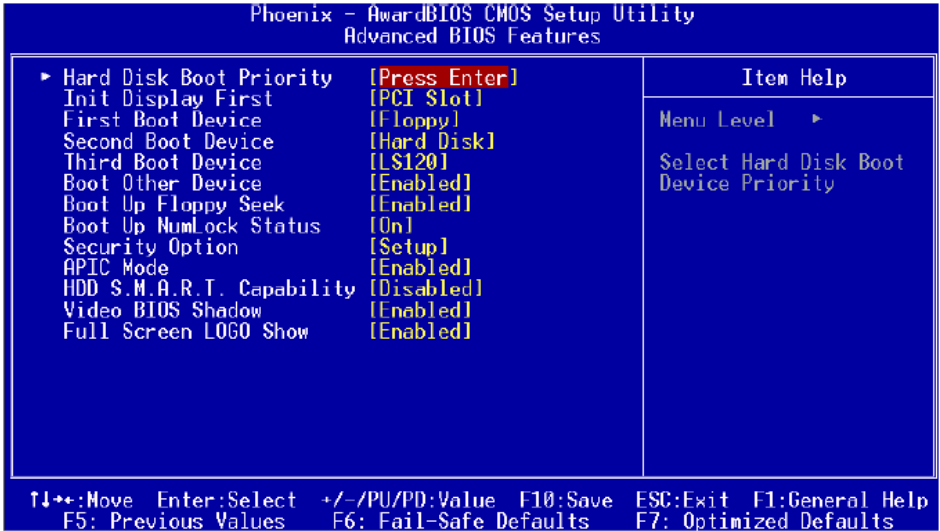 Phoenix - AwardBIOS CMOS Setup Utility
Advanced BIOS Features
▶ Hard Disk Boot Priority [Press Enter]
Init Display First [PCI Slot]
First Boot Device [Floppy]
Second Boot Device [Hard Disk]
Third Boot Device [LS120]
Boot Other Device [Enabled]
Boot Up Floppy Seek [Enabled]
Boot Up NumLock Status [On]
Security Option [Setup]
APIC Mode [Enabled]
HDD S.M.A.R.T. Capability [Disabled]
Video BIOS Shadow [Enabled]
Full Screen LOGO Show [Enabled]
Item Help
Menu Level ▶
Select Hard Disk Boot
Device Priority
↑↓→←:Move Enter:Select +/-/PU/PD:Value F10:Save ESC:Exit F1:General Help
F5: Previous Values F6: Fail-Safe Defaults F7: Optimized Defaults